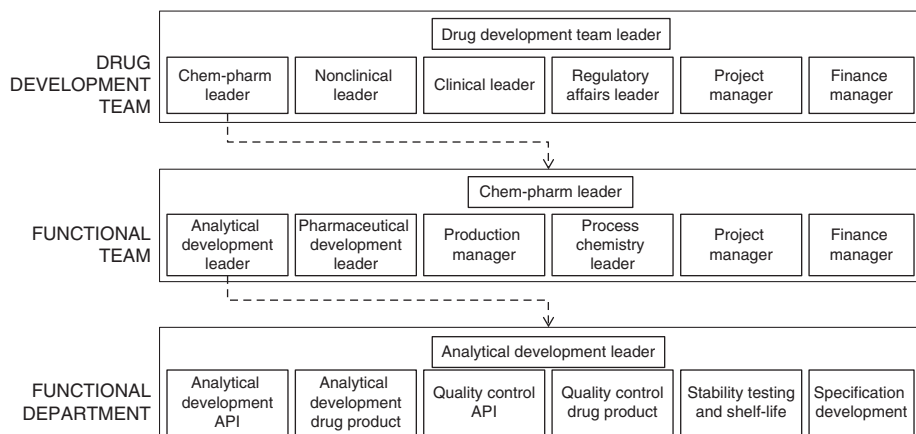 DRUG
DEVELOPMENT
TEAM
Drug development team leader
Chem-pharm
leader
Nonclinical
leader
Clinical leader
Regulatory
affairs leader
Project
manager
Finance
manager
FUNCTIONAL
TEAM
Chem-pharm leader
Analytical
development
leader
Pharmaceutical
development
leader
Production
manager
Process
chemistry
leader
Project
manager
Finance
manager
FUNCTIONAL
DEPARTMENT
Analytical development leader
Analytical
development
API
Analytical
development
drug product
Quality control
API
Quality control
drug product
Stability testing
and shelf-life
Specification
development